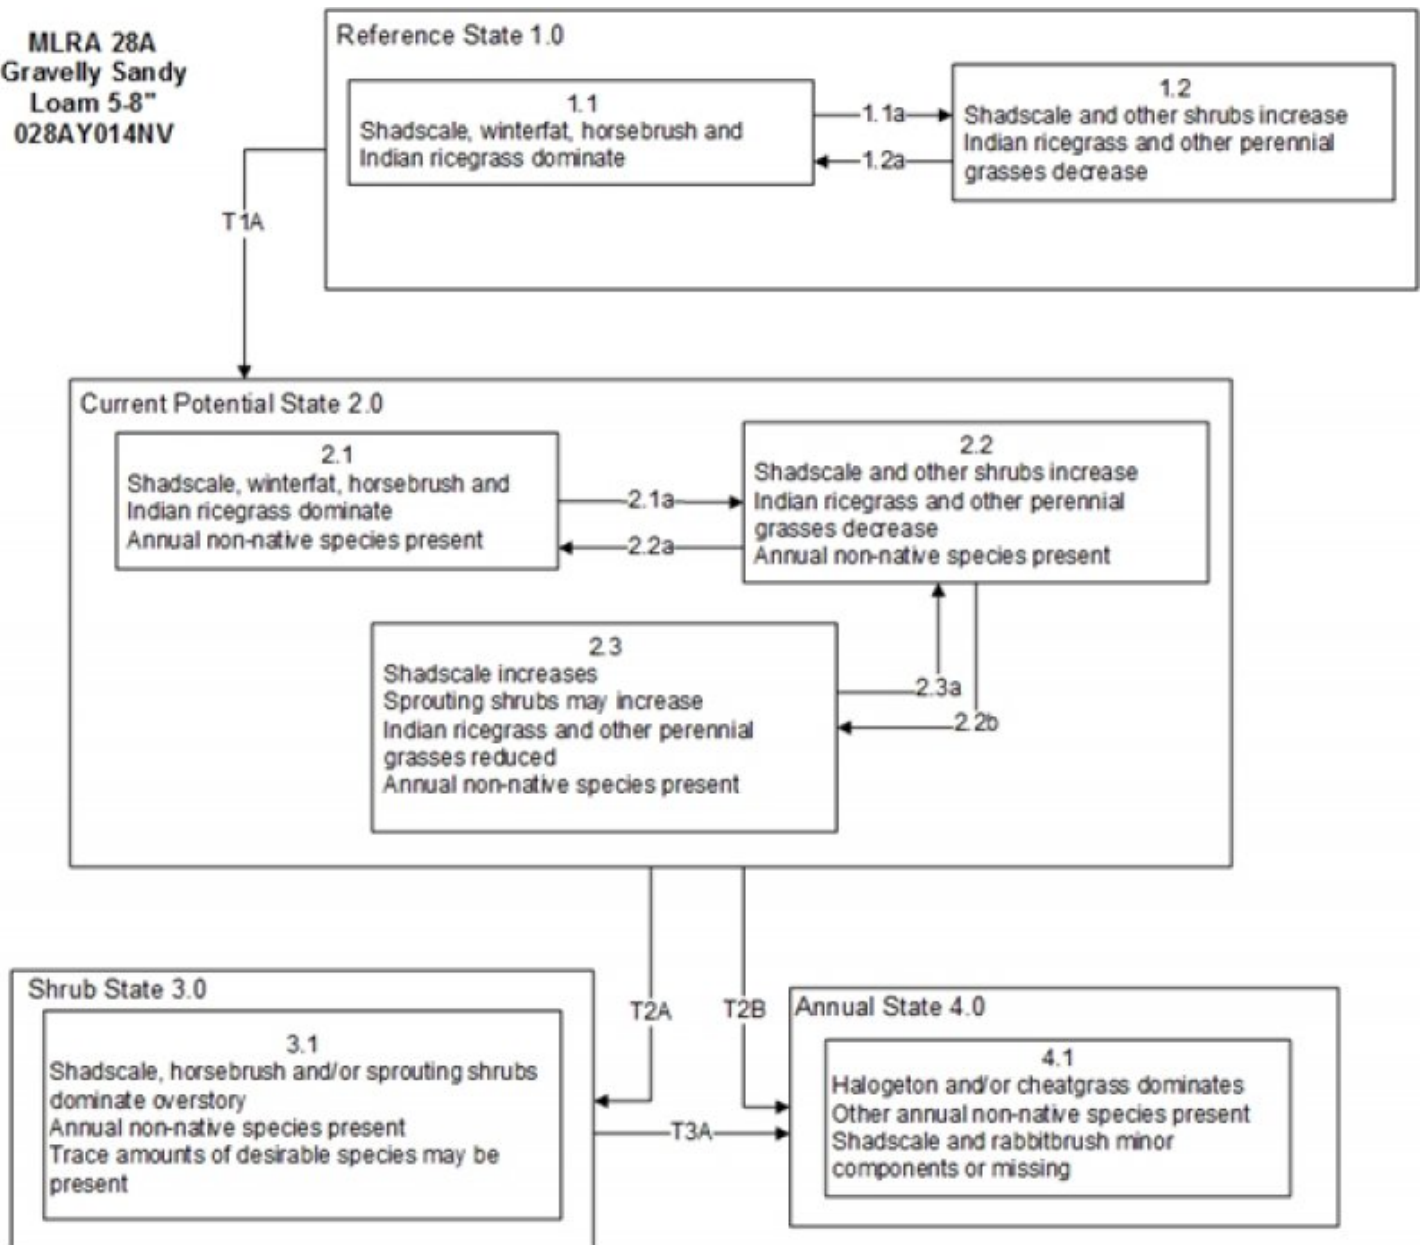 MLRA 28A
Gravelly Sandy
Loam 5-8"
028AY014NV
Reference State 1.0
1.1
Shadscale, winterfat, horsebrush and
Indian ricegrass dominate
1.1a
1.2a
1.2
Shadscale and other shrubs increase
Indian ricegrass and other perennial
grasses decrease
T1A
Current Potential State 2.0
2.1
Shadscale, winterfat, horsebrush and
Indian ricegrass dominate
Annual non-native species present
2.1a
2.2a
2.2
Shadscale and other shrubs increase
Indian ricegrass and other perennial
grasses decrease
Annual non-native species present
2.3
Shadscale increases
Sprouting shrubs may increase
Indian ricegrass and other perennial
grasses reduced
Annual non-native species present
2.3a
2.2b
T2A
T2B
Shrub State 3.0
3.1
Shadscale, horsebrush and/or sprouting shrubs
dominate overstory
Annual non-native species present
Trace amounts of desirable species may be
present
T3A
Annual State 4.0
4.1
Halogeton and/or cheatgrass dominates
Other annual non-native species present
Shadscale and rabbitbrush minor
components or missing